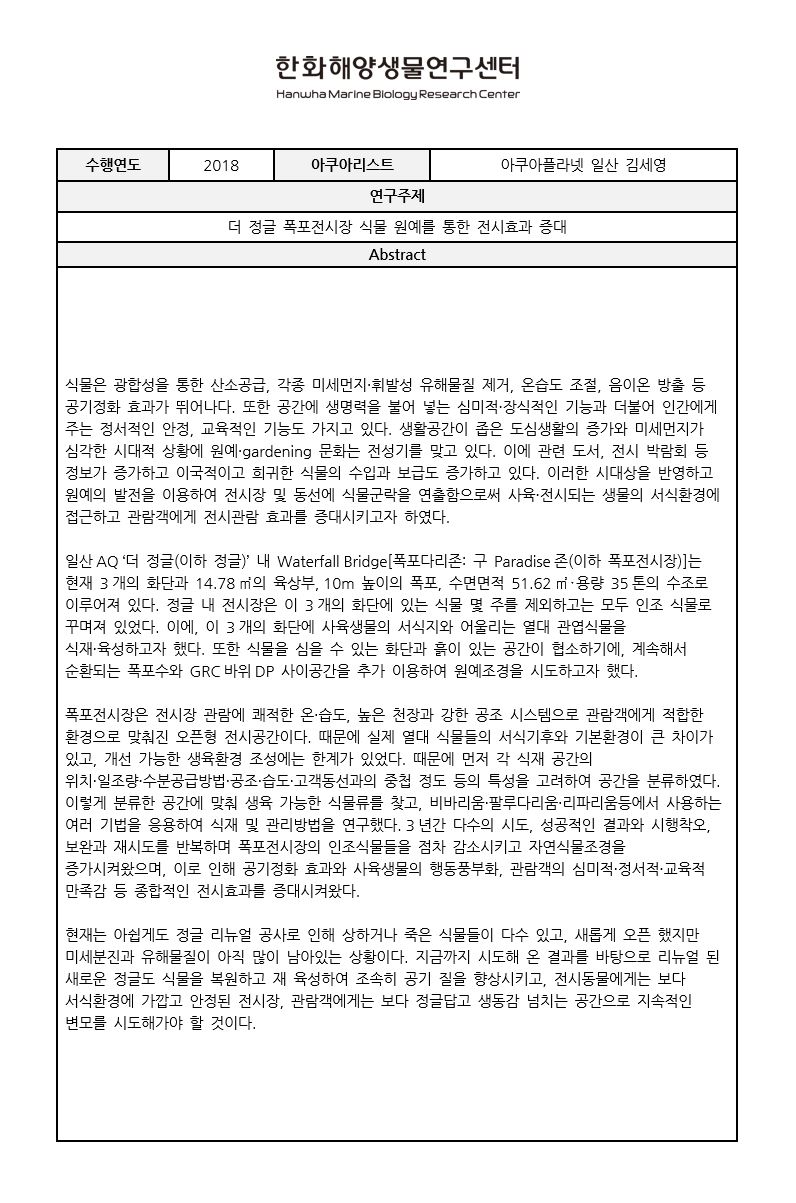 한화해양생물연구센터
Hanwha Marine Biology Research Center
수행연도 2018 아쿠아리스트 아쿠아플라넷 일산 김세영
연구주제
더 정글 폭포전시장 식물 원예를 통한 전시효과 증대
Abstract
식물은 광합성을 통한 산소공급, 각종 미세먼지·휘발성 유해물질 제거, 온습도 조절, 음이온 방출 등
공기정화 효과가 뛰어나다. 또한 공간에 생명력을 불어 넣는 심미적·장식적인 기능과 더불어 인간에게
주는 정서적인 안정, 교육적인 기능도 가지고 있다. 생활공간이 좁은 도심생활의 증가와 미세먼지가
심각한 시대적 상황에 원예·gardening 문화는 전성기를 맞고 있다. 이에 관련 도서, 전시 박람회 등
정보가 증가하고 이국적이고 희귀한 식물의 수입과 보급도 증가하고 있다. 이러한 시대상을 반영하고
원예의 발전을 이용하여 전시장 및 동선에 식물군락을 연출함으로써 사육·전시되는 생물의 서식환경에
접근하고 관람객에게 전시관람 효과를 증대시키고자 하였다.
일산 AQ ‘더 정글(이하 정글)’ 내 Waterfall Bridge[폭포다리존: 구 Paradise 존(이하 폭포전시장)]는
현재 3 개의 화단과 14.78 ㎡의 육상부, 10m 높이의 폭포, 수면면적 51.62 ㎡·용량 35 톤의 수조로
이루어져 있다. 정글 내 전시장은 이 3 개의 화단에 있는 식물 몇 주를 제외하고는 모두 인조 식물로
꾸며져 있었다. 이에, 이 3 개의 화단에 사육생물의 서식지와 어울리는 열대 관엽식물을
식재·육성하고자 했다. 또한 식물을 심을 수 있는 화단과 흙이 있는 공간이 협소하기에, 계속해서
순환되는 폭포수와 GRC 바위 DP 사이공간을 추가 이용하여 원예조경을 시도하고자 했다.
폭포전시장은 전시장 관람에 쾌적한 온·습도, 높은 천장과 강한 공조 시스템으로 관람객에게 적합한
환경으로 맞춰진 오픈형 전시공간이다. 때문에 실제 열대 식물들의 서식기후와 기본환경이 큰 차이가
있고, 개선 가능한 생육환경 조성에는 한계가 있었다. 때문에 먼저 각 식재 공간의
위치·일조량·수분공급방법·공조·습도·고객동선과의 중첩 정도 등의 특성을 고려하여 공간을 분류하였다.
이렇게 분류한 공간에 맞춰 생육 가능한 식물류를 찾고, 비바리움·팔루다리움·리파리움등에서 사용하는
여러 기법을 응용하여 식재 및 관리방법을 연구했다. 3 년간 다수의 시도, 성공적인 결과와 시행착오,
보완과 재시도를 반복하며 폭포전시장의 인조식물들을 점차 감소시키고 자연식물조경을
증가시켜왔으며, 이로 인해 공기정화 효과와 사육생물의 행동풍부화, 관람객의 심미적·정서적·교육적
만족감 등 종합적인 전시효과를 증대시켜왔다.
현재는 아쉽게도 정글 리뉴얼 공사로 인해 상하거나 죽은 식물들이 다수 있고, 새롭게 오픈 했지만
미세분진과 유해물질이 아직 많이 남아있는 상황이다. 지금까지 시도해 온 결과를 바탕으로 리뉴얼 된
새로운 정글도 식물을 복원하고 재 육성하여 조속히 공기 질을 향상시키고, 전시동물에게는 보다
서식환경에 가깝고 안정된 전시장, 관람객에게는 보다 정글답고 생동감 넘치는 공간으로 지속적인
변모를 시도해가야 할 것이다.